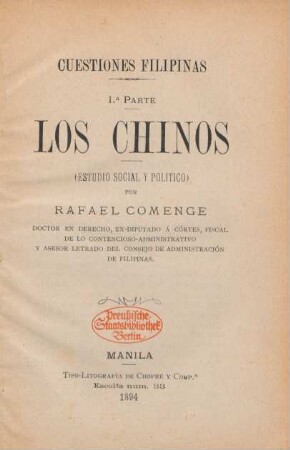 CUESTIONES FILIPINAS
1.ª PARTE
LOS CHINOS
(ESTUDIO SOCIAL Y POLÍTICO)
POR
RAFAEL COMENGE
DOCTOR EN DERECHO, EX-DIPUTADO Á CÓRTES, FISCAL
DE LO CONTENCIOSO-ADMINISTRATIVO
Y ASESOR LETRADO DEL CONSEJO DE ADMINISTRACIÓN
DE FILIPINAS.
Preußische
Staatsbibliothek
Berlin
MANILA
TIPO-LITOGRAFÍA DE CHOFRÉ Y COMP.ª
Escolta núm. 33
1894